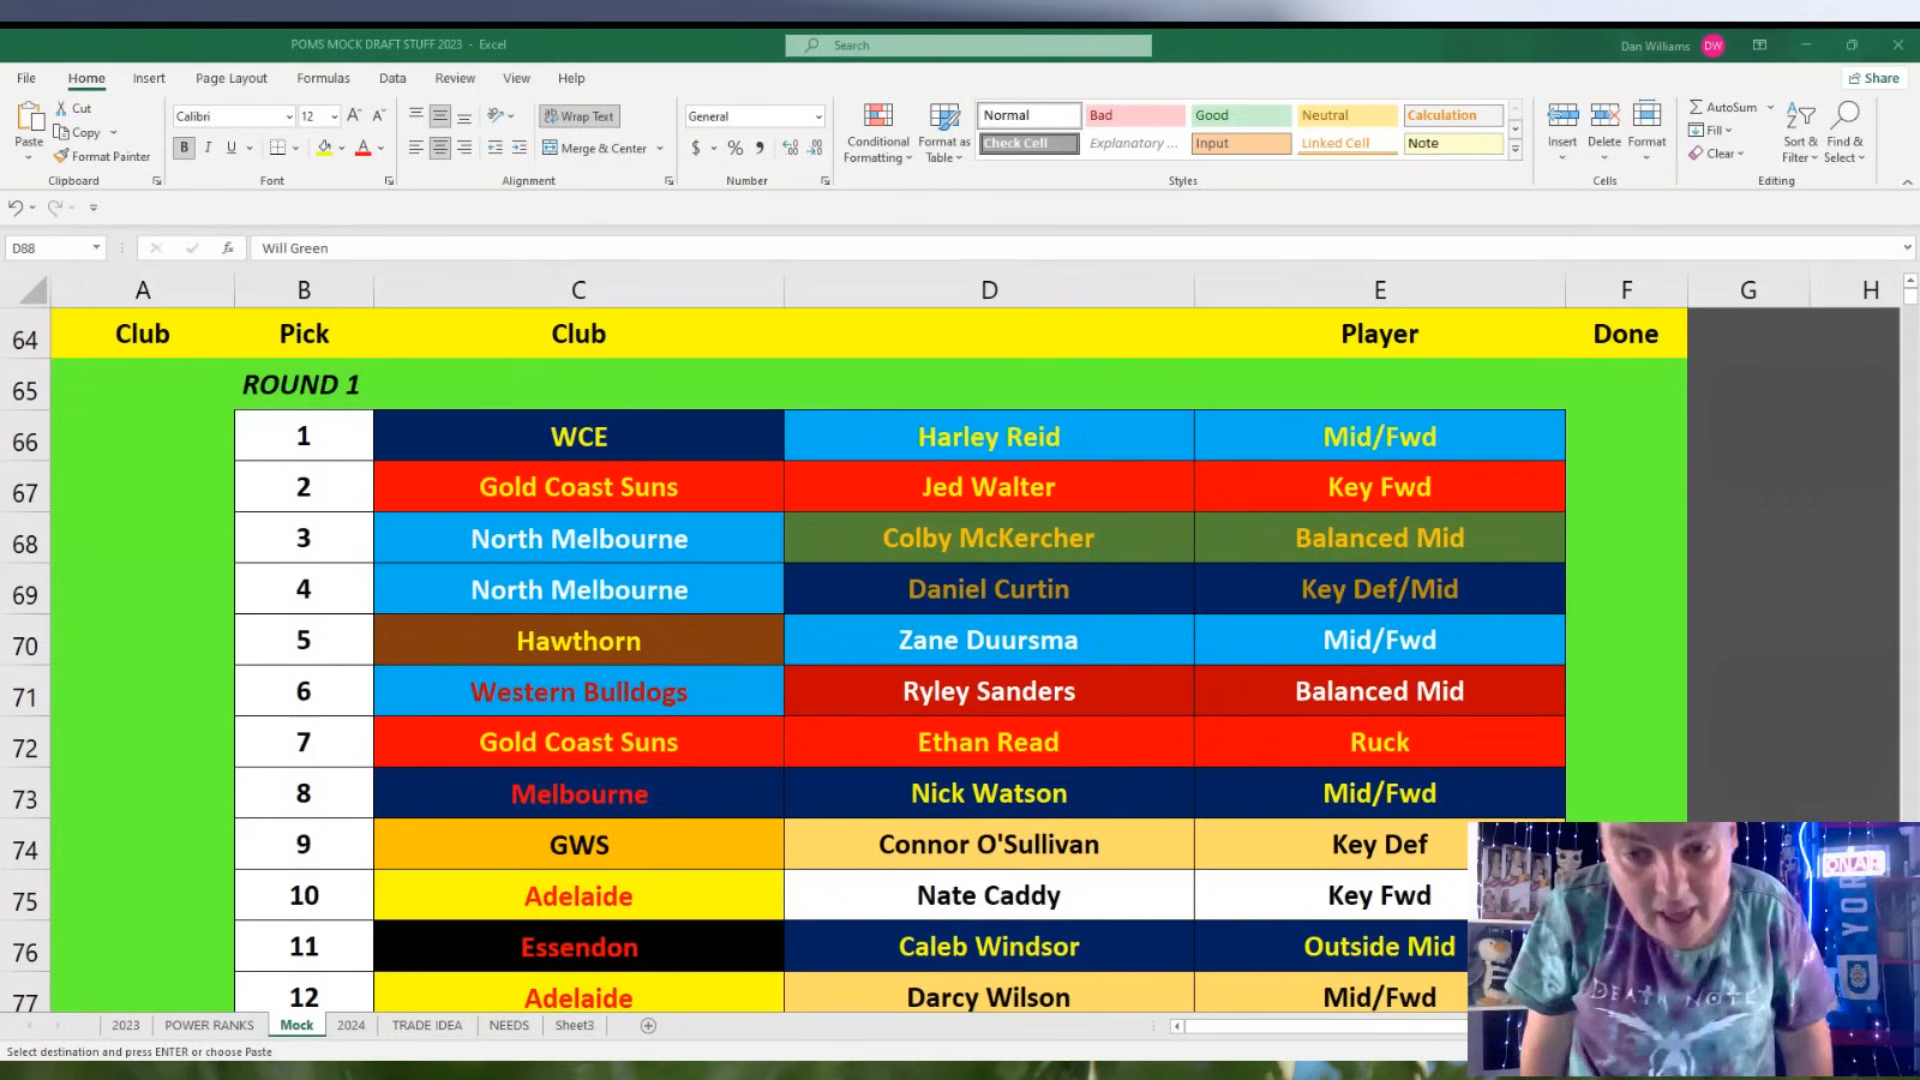 POMS MOCK DRAFT STUFF 2023 - Excel
Search
Dan Williams DW
File Home Insert Page Layout Formulas Data Review View Help Share
Paste
Cut
Copy
Format Painter
Clipboard
Calibri 12
B I U
Font
Wrap Text
Merge & Center
Alignment
General
$ % ,
Number
Conditional Formatting
Format as Table
Normal Bad Good Neutral Calculation
Check Cell Explanatory ... Input Linked Cell Note
Styles
Insert Delete Format
Cells
AutoSum
Fill
Clear
Sort & Filter
Find & Select
Editing
D88 fx Will Green
A B C D E F G H
64 Club Pick Club Player Done
65 ROUND 1
66 1 WCE Harley Reid Mid/Fwd
67 2 Gold Coast Suns Jed Walter Key Fwd
68 3 North Melbourne Colby McKercher Balanced Mid
69 4 North Melbourne Daniel Curtin Key Def/Mid
70 5 Hawthorn Zane Duursma Mid/Fwd
71 6 Western Bulldogs Ryley Sanders Balanced Mid
72 7 Gold Coast Suns Ethan Read Ruck
73 8 Melbourne Nick Watson Mid/Fwd
74 9 GWS Connor O'Sullivan Key Def
75 10 Adelaide Nate Caddy Key Fwd
76 11 Essendon Caleb Windsor Outside Mid
77 12 Adelaide Darcy Wilson Mid/Fwd
2023 POWER RANKS Mock 2024 TRADE IDEA NEEDS Sheet3
Select destination and press ENTER or choose Paste
DEATH NOTE